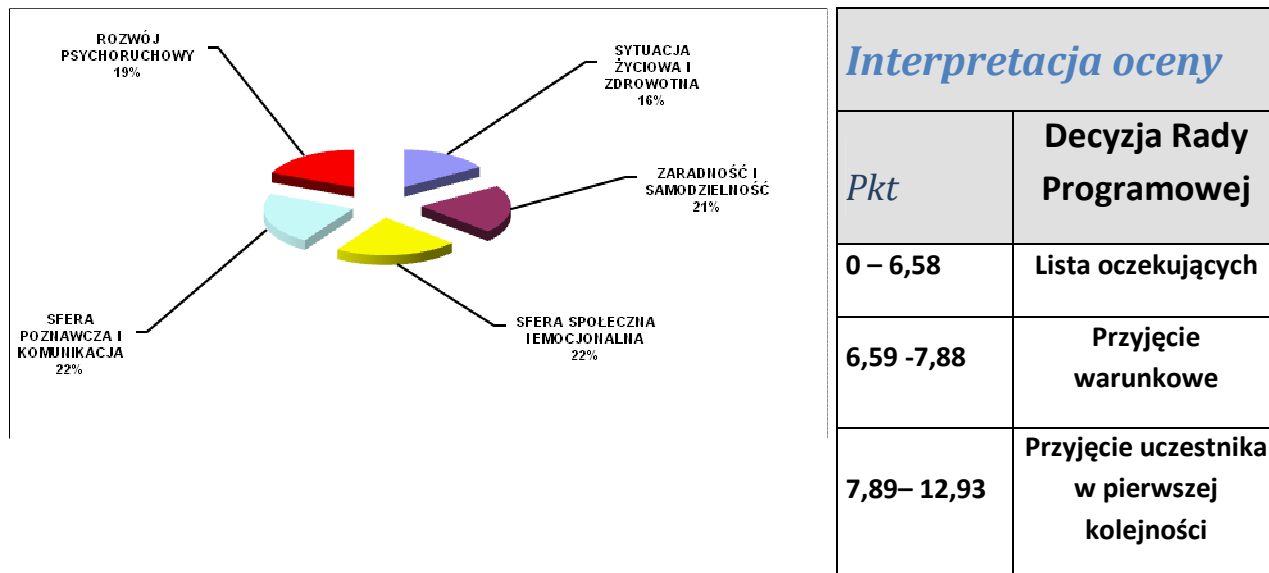 ROZWÓJ
PSYCHORUCHOWY
19%
SYTUACJA
ŻYCIOWA I
ZDROWOTNA
16%
ZARADNOŚĆ I
SAMODZIELNOŚĆ
21%
SFERA SPOŁECZNA
IEMOCJONALNA
22%
SFERA
POZNAWCZA I
KOMUNIKACJA
22%
Interpretacja oceny
Pkt
Decyzja Rady
Programowej
0 – 6,58
Lista oczekujących
6,59 -7,88
Przyjęcie
warunkowe
7,89– 12,93
Przyjęcie uczestnika
w pierwszej
kolejności